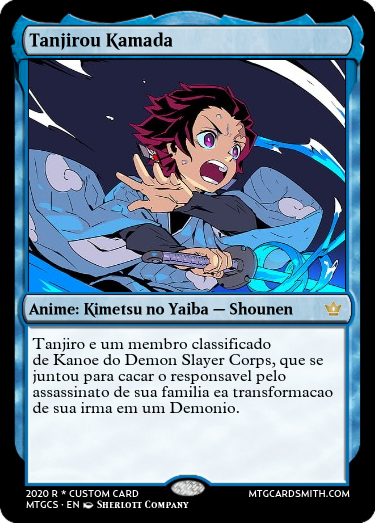 Tanjirou Kamada
Anime: Kimetsu no Yaiba — Shounen
Tanjiro e um membro classificado
de Kanoe do Demon Slayer Corps, que se
juntou para cacar o responsavel pelo
assassinato de sua familia ea transformacao
de sua irma em um Demonio.
2020 R * CUSTOM CARD
MTGCS · EN Sherlott Company
MTGCARDSMITH.COM